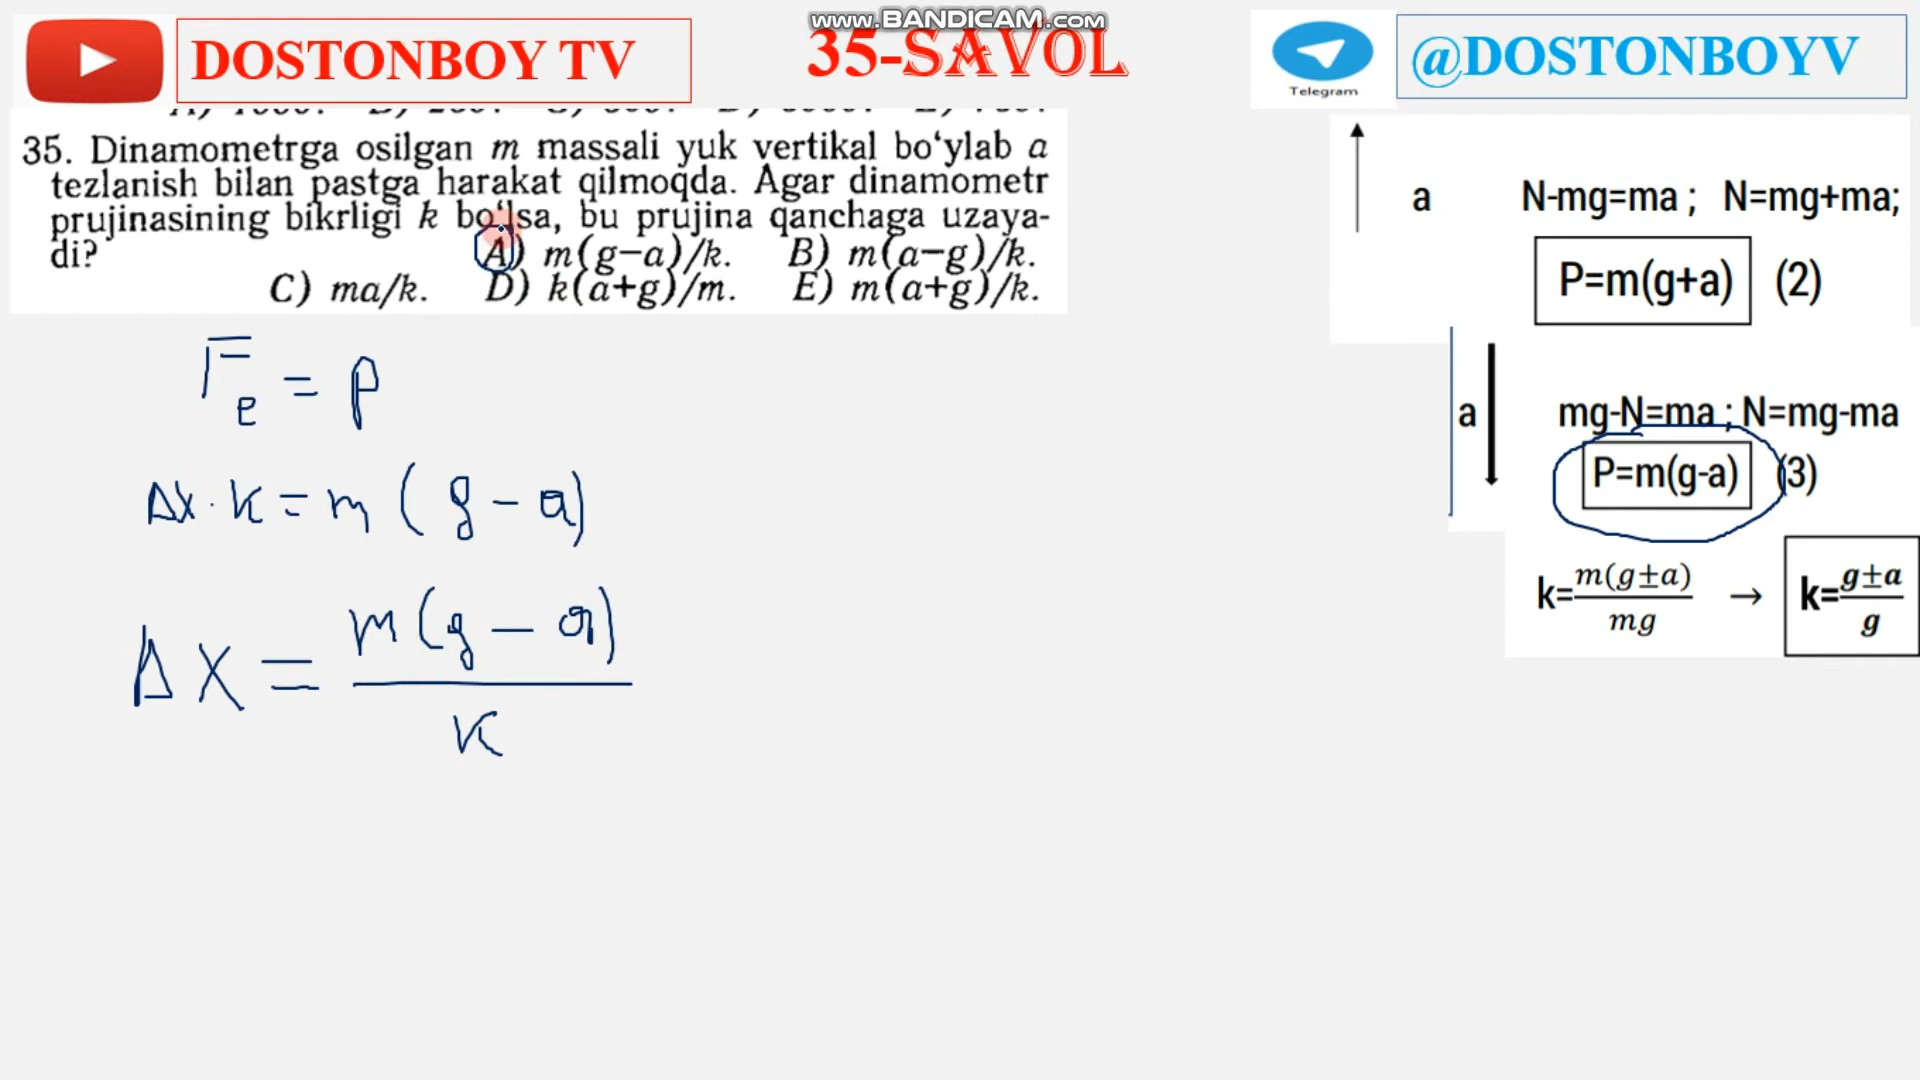 www.BANDICAM.com
DOSTONBOY TV
35-SAVOL
Telegram
@DOSTONBOYV
35. Dinamometrga osilgan m massali yuk vertikal bo‘ylab a
tezlanish bilan pastga harakat qilmoqda. Agar dinamometr
prujinasining bikrligi k bo‘lsa, bu prujina qanchaga uzaya-
di?
A) m(g−a)/k. B) m(a−g)/k.
C) ma/k. D) k(a+g)/m. E) m(a+g)/k.
Fe = P
Δx · k = m (g − a)
Δx = m(g − a) / k
a N-mg=ma ; N=mg+ma;
P=m(g+a) (2)
a mg-N=ma ; N=mg-ma
P=m(g-a) (3)
k=m(g±a)/mg → k=g±a/g